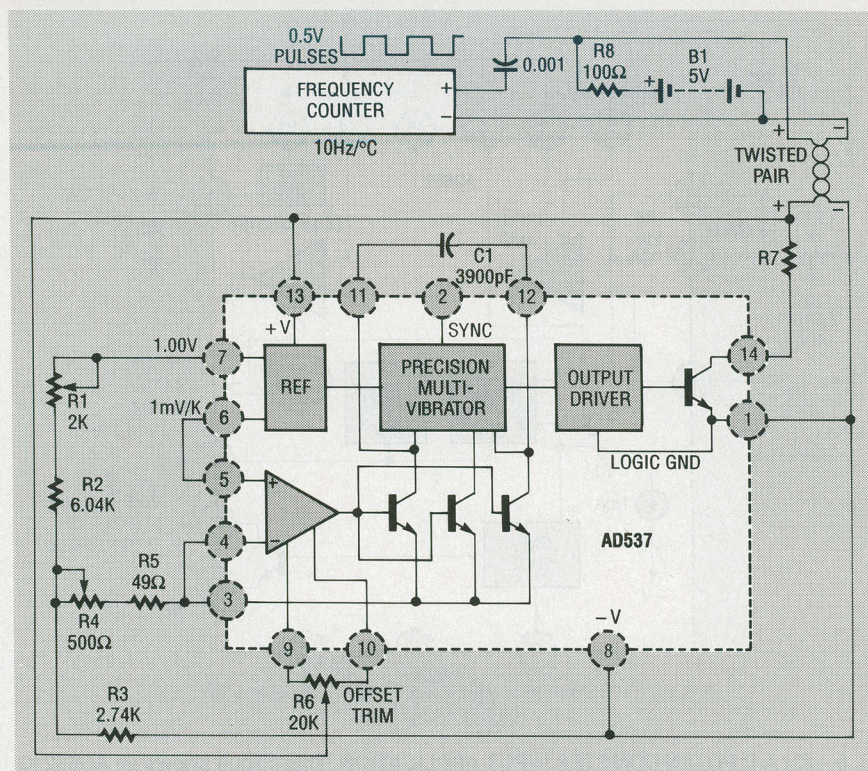 0.5V
PULSES
FREQUENCY
COUNTER
+
−
10Hz/°C
0.001
R8
100Ω
+
B1
5V
+
−
TWISTED
PAIR
+
−
C1
3900pF
R7
13
11
2
12
+V
SYNC
1.00V
7
REF
PRECISION
MULTI-
VIBRATOR
OUTPUT
DRIVER
14
R1
2K
1mV/K
6
1
LOGIC GND
5
+
R2
6.04K
4
−
AD537
R5
49Ω
3
R4
500Ω
−V
8
9
10
R6
20K
OFFSET
TRIM
R3
2.74K